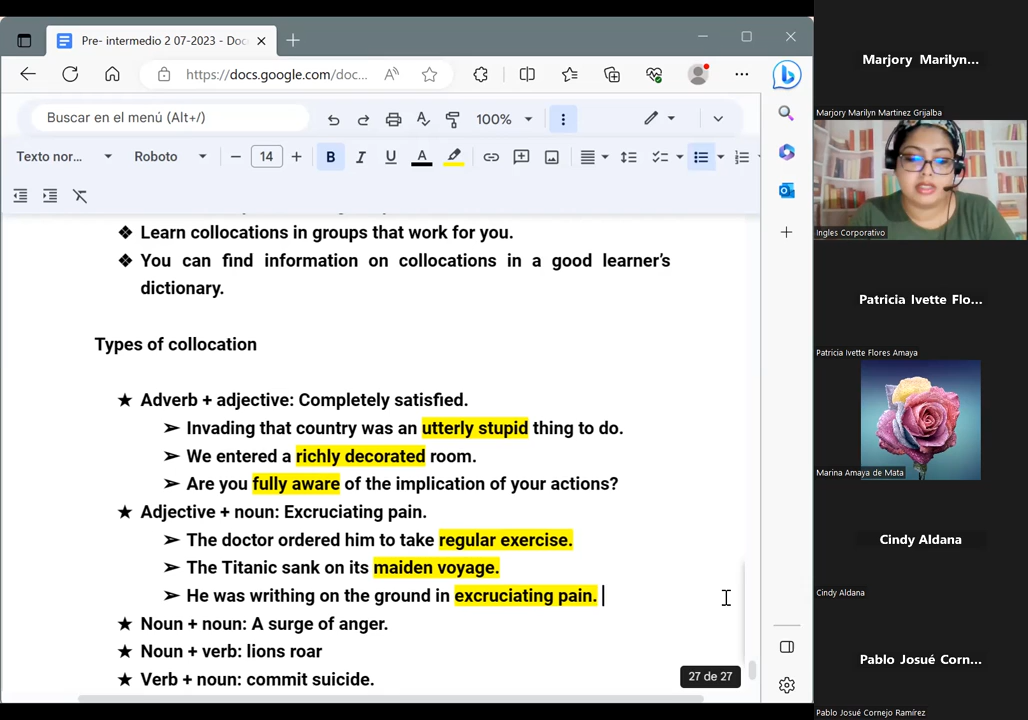 Pre- intermedio 2 07-2023 - Doc
https://docs.google.com/doc...
Buscar en el menú (Alt+/)
100%
Texto nor...
Roboto
14
B
I
U
A
❖ Learn collocations in groups that work for you.
❖ You can find information on collocations in a good learner's
dictionary.
Types of collocation
★ Adverb + adjective: Completely satisfied.
➢ Invading that country was an utterly stupid thing to do.
➢ We entered a richly decorated room.
➢ Are you fully aware of the implication of your actions?
★ Adjective + noun: Excruciating pain.
➢ The doctor ordered him to take regular exercise.
➢ The Titanic sank on its maiden voyage.
➢ He was writhing on the ground in excruciating pain.
★ Noun + noun: A surge of anger.
★ Noun + verb: lions roar
★ Verb + noun: commit suicide.
27 de 27
Marjory Marilyn...
Marjory Marilyn Martinez Grijalba
Ingles Corporativo
Patricia Ivette Flo...
Patricia Ivette Flores Amaya
Marina Amaya de Mata
Cindy Aldana
Cindy Aldana
Pablo Josué Corn...
Pablo Josué Cornejo Ramírez